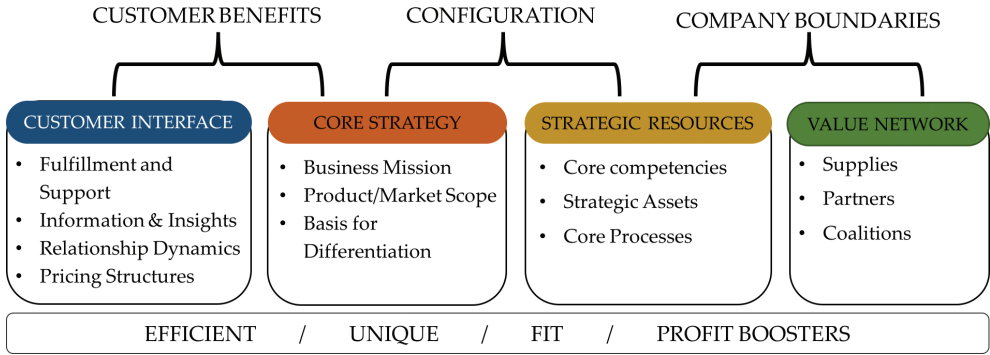 CUSTOMER BENEFITS
CONFIGURATION
COMPANY BOUNDARIES
CUSTOMER INTERFACE
• Fulfillment and
Support
• Information & Insights
• Relationship Dynamics
• Pricing Structures
CORE STRATEGY
• Business Mission
• Product/Market Scope
• Basis for
Differentiation
STRATEGIC RESOURCES
• Core competencies
• Strategic Assets
• Core Processes
VALUE NETWORK
• Supplies
• Partners
• Coalitions
EFFICIENT / UNIQUE / FIT / PROFIT BOOSTERS